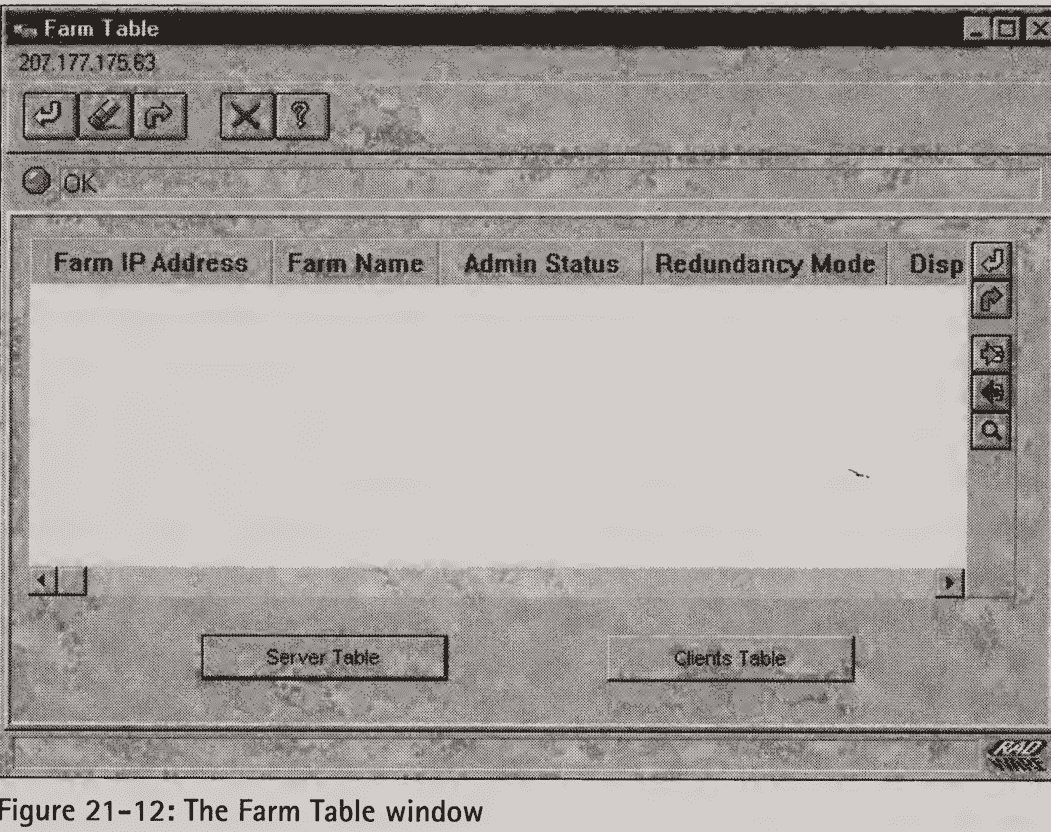 Farm Table
207.177.175.63
OK
Farm IP Address Farm Name Admin Status Redundancy Mode Disp
Server Table Clients Table
RAD
Figure 21-12: The Farm Table window